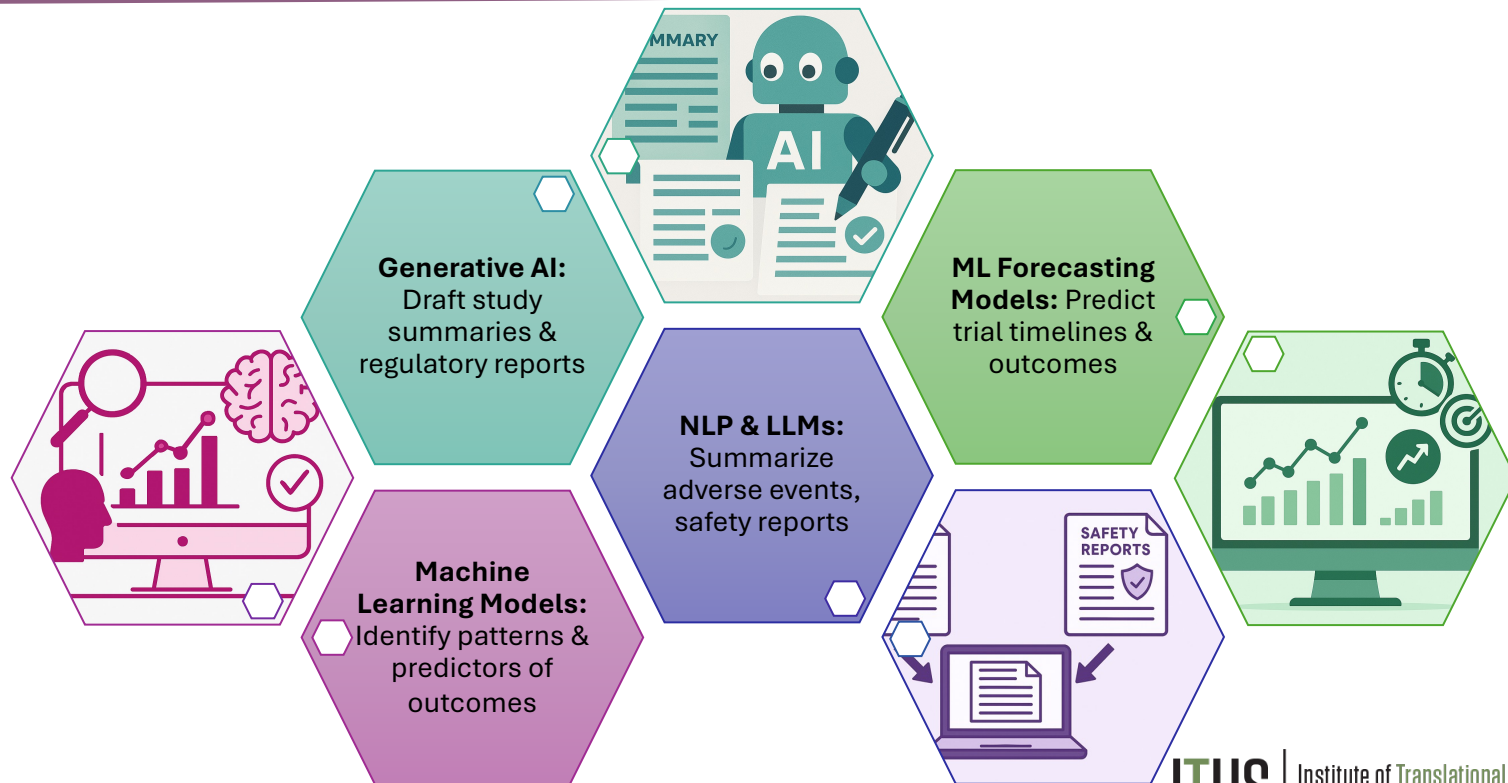 MMARY
AI
Generative AI:
Draft study
summaries &
regulatory reports
ML Forecasting
Models: Predict
trial timelines &
outcomes
NLP & LLMs:
Summarize
adverse events,
safety reports
Machine
Learning Models:
Identify patterns &
predictors of
outcomes
SAFETY
REPORTS
ITHS
Institute of Translational